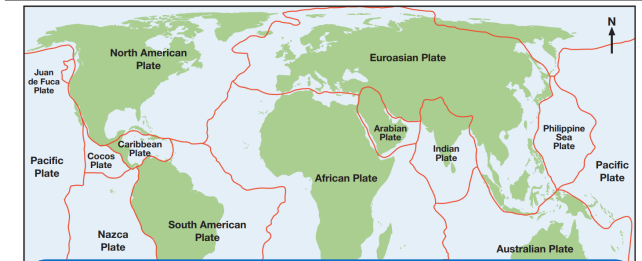 N
North American
Plate
Eurasian Plate
Juan
de Fuca
Plate
Arabian
Plate
Philippine
Sea
Plate
Caribbean
Plate
Indian
Plate
Cocos
Plate
Pacific
Plate
Pacific
Plate
African Plate
South American
Plate
Nazca
Plate
Australian Plate